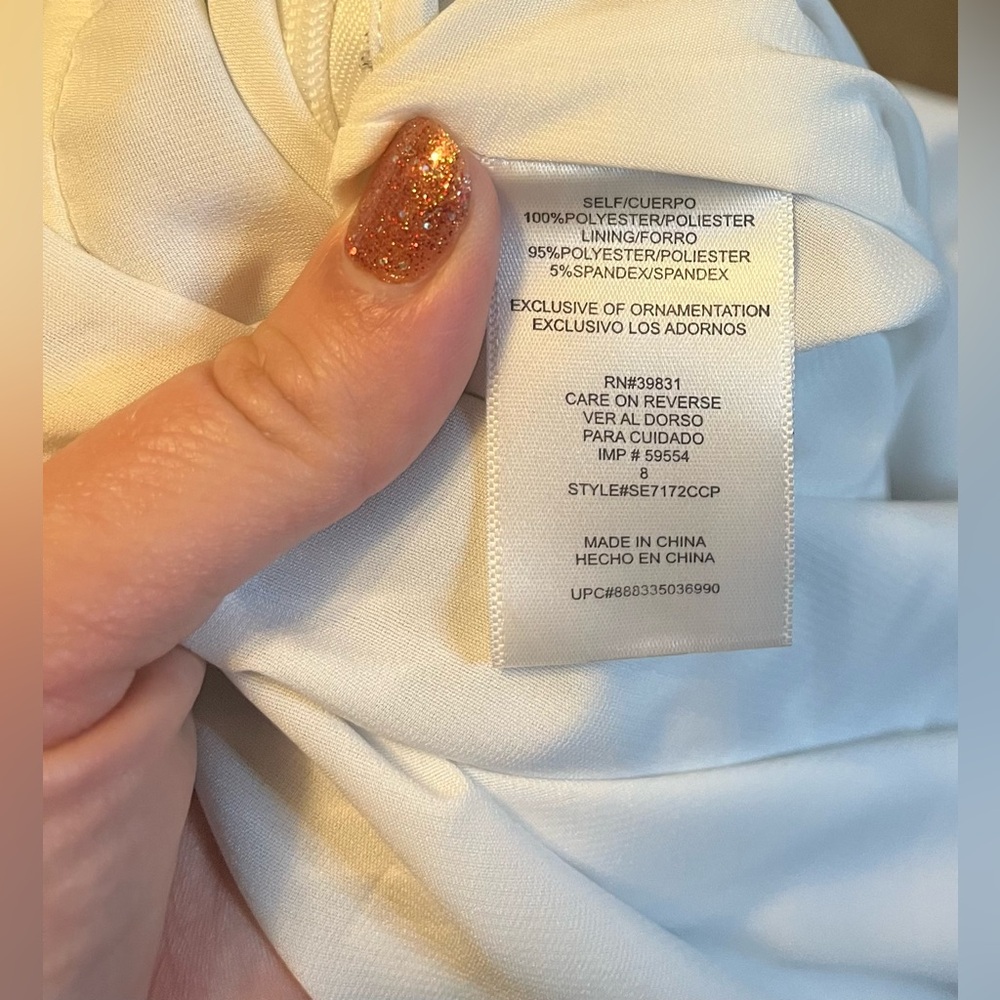 SELF/CUERPO
100%POLYESTER/POLIESTER
LINING/FORRO
95%POLYESTER/POLIESTER
5%SPANDEX/SPANDEX
EXCLUSIVE OF ORNAMENTATION
EXCLUSIVO LOS ADORNOS
RN#39831
CARE ON REVERSE
VER AL DORSO
PARA CUIDADO
IMP # 59554
8
STYLE#SE7172CCP
MADE IN CHINA
HECHO EN CHINA
UPC#888335036990